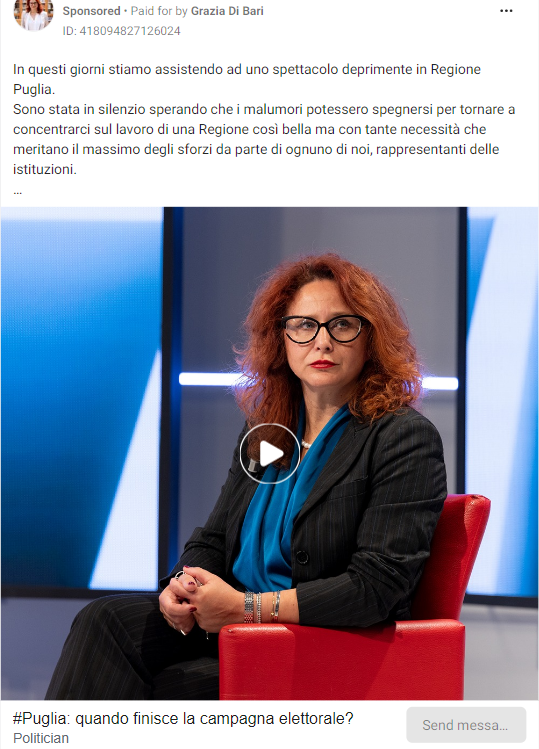 Sponsored • Paid for by Grazia Di Bari
ID: 418094827126024
In questi giorni stiamo assistendo ad uno spettacolo deprimente in Regione
Puglia.
Sono stata in silenzio sperando che i malumori potessero spegnersi per tornare a
concentrarci sul lavoro di una Regione così bella ma con tante necessità che
meritano il massimo degli sforzi da parte di ognuno di noi, rappresentanti delle
istituzioni.
...
#Puglia: quando finisce la campagna elettorale?
Politician
Send messa...